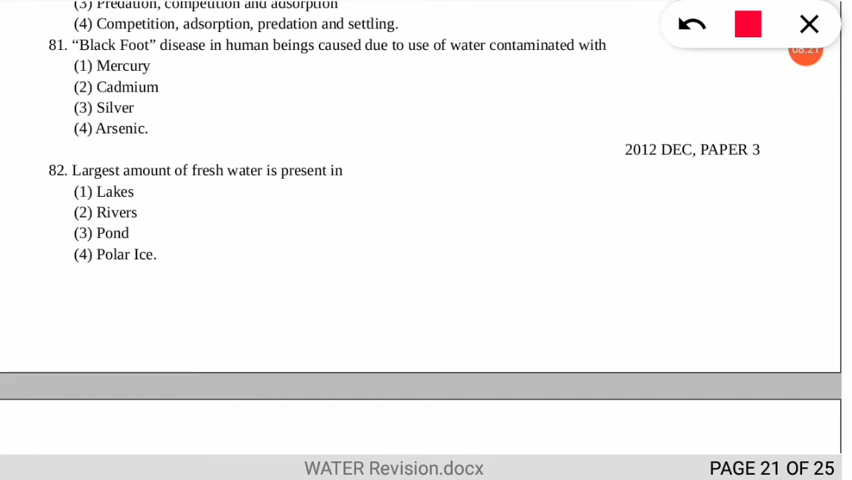 (3) Predation, competition and adsorption
(4) Competition, adsorption, predation and settling.
81. “Black Foot” disease in human beings caused due to use of water contaminated with
(1) Mercury
(2) Cadmium
(3) Silver
(4) Arsenic.
08:21
2012 DEC, PAPER 3
82. Largest amount of fresh water is present in
(1) Lakes
(2) Rivers
(3) Pond
(4) Polar Ice.
WATER Revision.docx
PAGE 21 OF 25